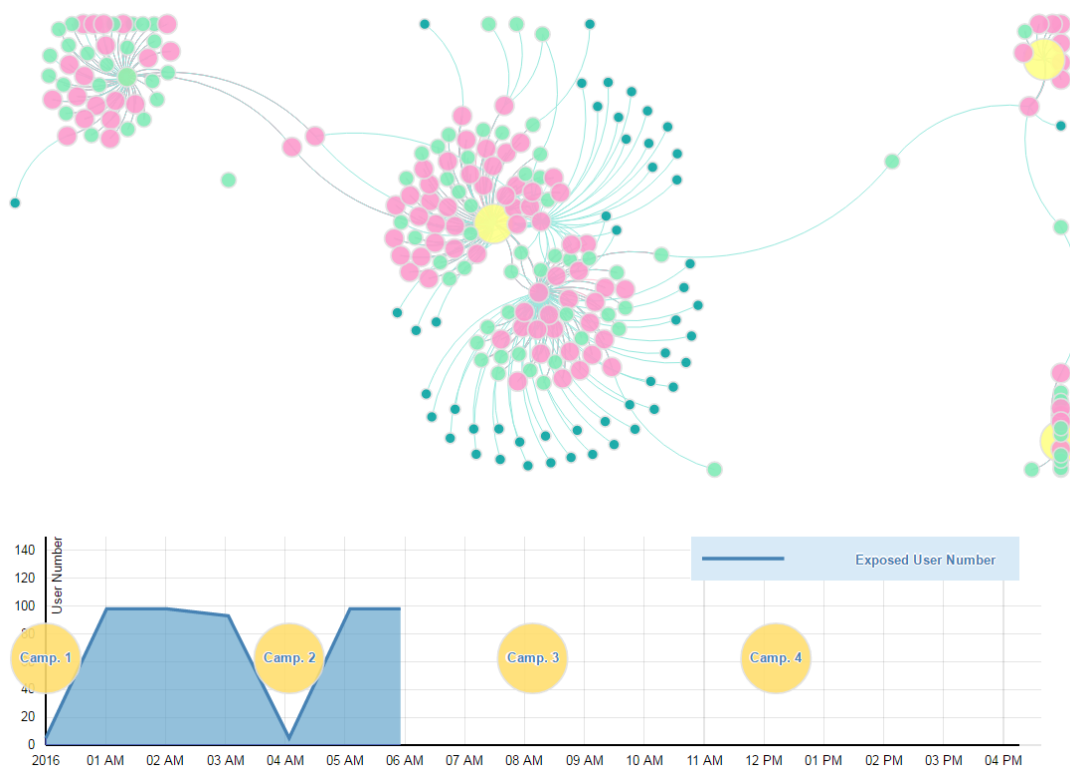 140
120
100
80
60
40
20
0
User Number
Exposed User Number
Camp. 1
Camp. 2
Camp. 3
Camp. 4
2016 01 AM 02 AM 03 AM 04 AM 05 AM 06 AM 07 AM 08 AM 09 AM 10 AM 11 AM 12 PM 01 PM 02 PM 03 PM 04 PM